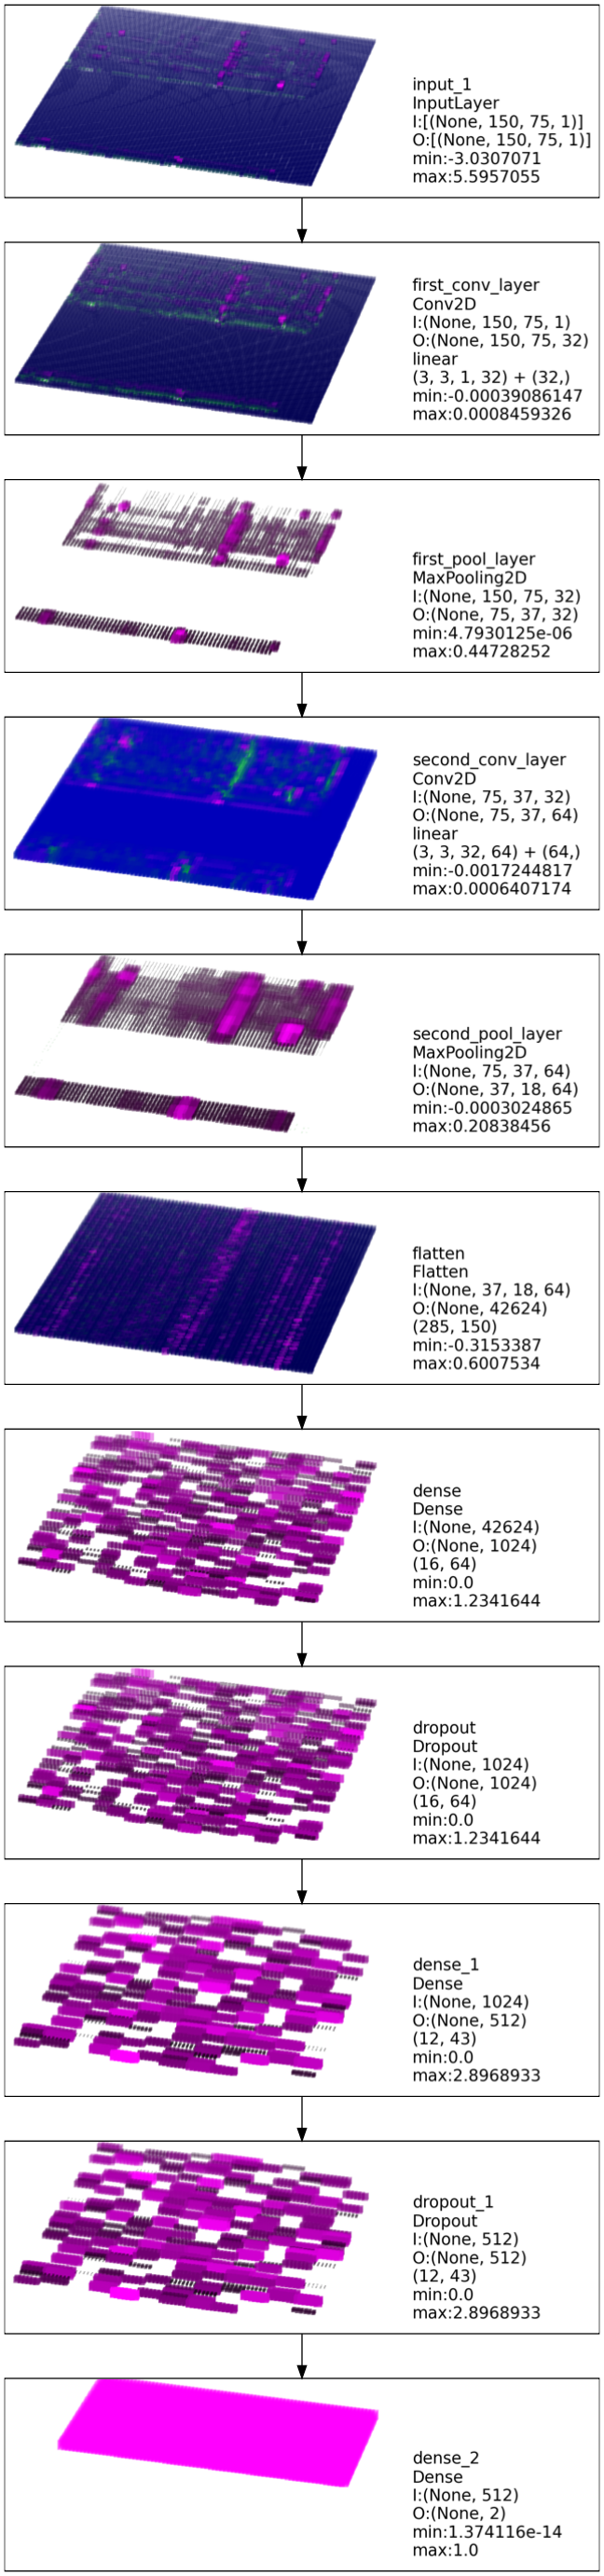 input_1
InputLayer
I:[(None, 150, 75, 1)]
O:[(None, 150, 75, 1)]
min:-3.0307071
max:5.5957055
first_conv_layer
Conv2D
I:(None, 150, 75, 1)
O:(None, 150, 75, 32)
linear
(3, 3, 1, 32) + (32,)
min:-0.00039086147
max:0.0008459326
first_pool_layer
MaxPooling2D
I:(None, 150, 75, 32)
O:(None, 75, 37, 32)
min:4.7930125e-06
max:0.44728252
second_conv_layer
Conv2D
I:(None, 75, 37, 32)
O:(None, 75, 37, 64)
linear
(3, 3, 32, 64) + (64,)
min:-0.0017244817
max:0.0006407174
second_pool_layer
MaxPooling2D
I:(None, 75, 37, 64)
O:(None, 37, 18, 64)
min:-0.0003024865
max:0.20838456
flatten
Flatten
I:(None, 37, 18, 64)
O:(None, 42624)
(285, 150)
min:-0.3153387
max:0.6007534
dense
Dense
I:(None, 42624)
O:(None, 1024)
(16, 64)
min:0.0
max:1.2341644
dropout
Dropout
I:(None, 1024)
O:(None, 1024)
(16, 64)
min:0.0
max:1.2341644
dense_1
Dense
I:(None, 1024)
O:(None, 512)
(12, 43)
min:0.0
max:2.8968933
dropout_1
Dropout
I:(None, 512)
O:(None, 512)
(12, 43)
min:0.0
max:2.8968933
dense_2
Dense
I:(None, 512)
O:(None, 2)
min:1.374116e-14
max:1.0